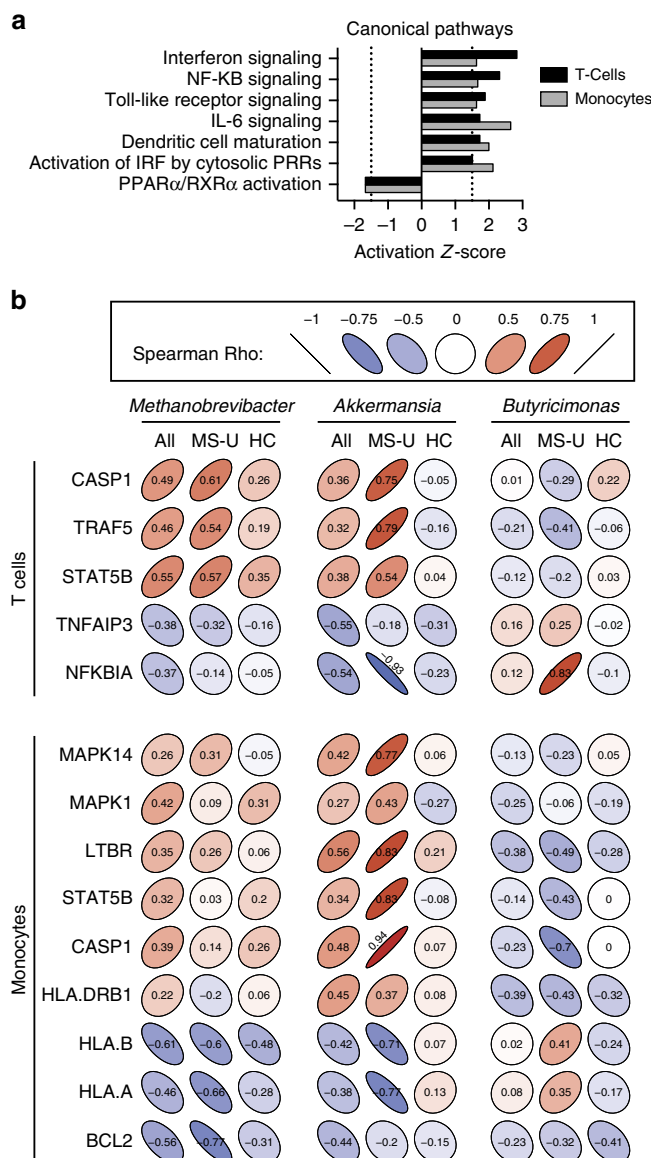 a
Canonical pathways
Interferon signaling
NF-KB signaling
Toll-like receptor signaling
IL-6 signaling
Dendritic cell maturation
Activation of IRF by cytosolic PRRs
PPARα/RXRα activation
T-Cells
Monocytes
−2 −1 0 1 2 3
Activation Z-score
b
Spearman Rho:
−1 −0.75 −0.5 0 0.5 0.75 1
Methanobrevibacter Akkermansia Butyricimonas
All MS-U HC All MS-U HC All MS-U HC
T cells
CASP1 0.49 0.61 0.26 0.36 0.75 −0.05 0.01 −0.29 0.22
TRAF5 0.46 0.54 0.19 0.32 0.79 −0.16 −0.21 −0.41 −0.06
STAT5B 0.55 0.57 0.35 0.38 0.54 0.04 −0.12 −0.2 0.03
TNFAIP3 −0.38 −0.32 −0.16 −0.55 −0.18 −0.31 0.16 0.25 −0.02
NFKBIA −0.37 −0.14 −0.05 −0.54 −0.93 −0.23 0.12 0.83 −0.1
Monocytes
MAPK14 0.26 0.31 −0.05 0.42 0.77 0.06 −0.13 −0.23 0.05
MAPK1 0.42 0.09 0.31 0.27 0.43 −0.27 −0.25 −0.06 −0.19
LTBR 0.35 0.26 0.06 0.56 0.83 0.21 −0.38 −0.49 −0.28
STAT5B 0.32 0.03 0.2 0.34 0.83 −0.08 −0.14 −0.43 0
CASP1 0.39 0.14 0.26 0.48 0.94 0.07 −0.23 −0.7 0
HLA.DRB1 0.22 −0.2 0.06 0.45 0.37 0.08 −0.39 −0.43 −0.32
HLA.B −0.61 −0.6 −0.48 −0.42 −0.71 0.07 0.02 0.41 −0.24
HLA.A −0.46 −0.66 −0.28 −0.38 −0.77 0.13 0.08 0.35 −0.17
BCL2 −0.56 −0.77 −0.31 −0.44 −0.2 −0.15 −0.23 −0.32 −0.41